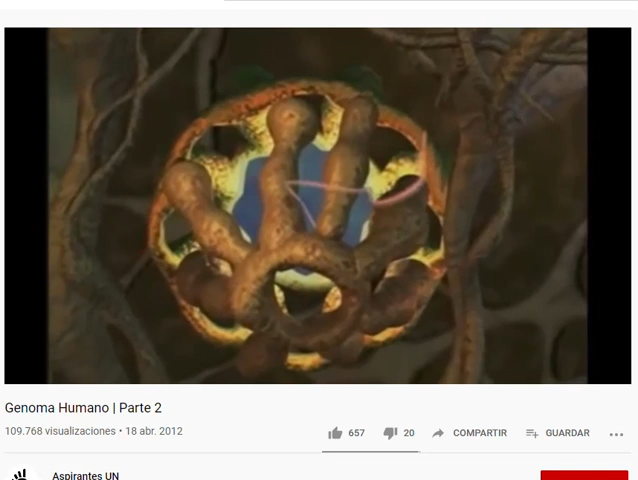 Genoma Humano | Parte 2
109.768 visualizaciones • 18 abr. 2012
657 20 COMPARTIR GUARDAR
Aspirantes UN